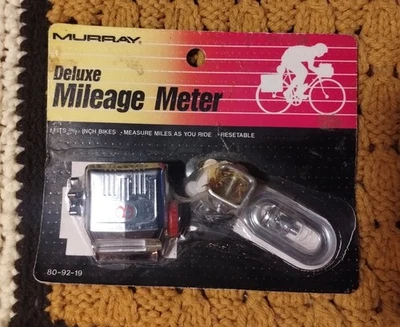 MURRAY
Deluxe
Mileage Meter
FITS INCH BIKES • MEASURE MILES AS YOU RIDE • RESETABLE
80-92-19